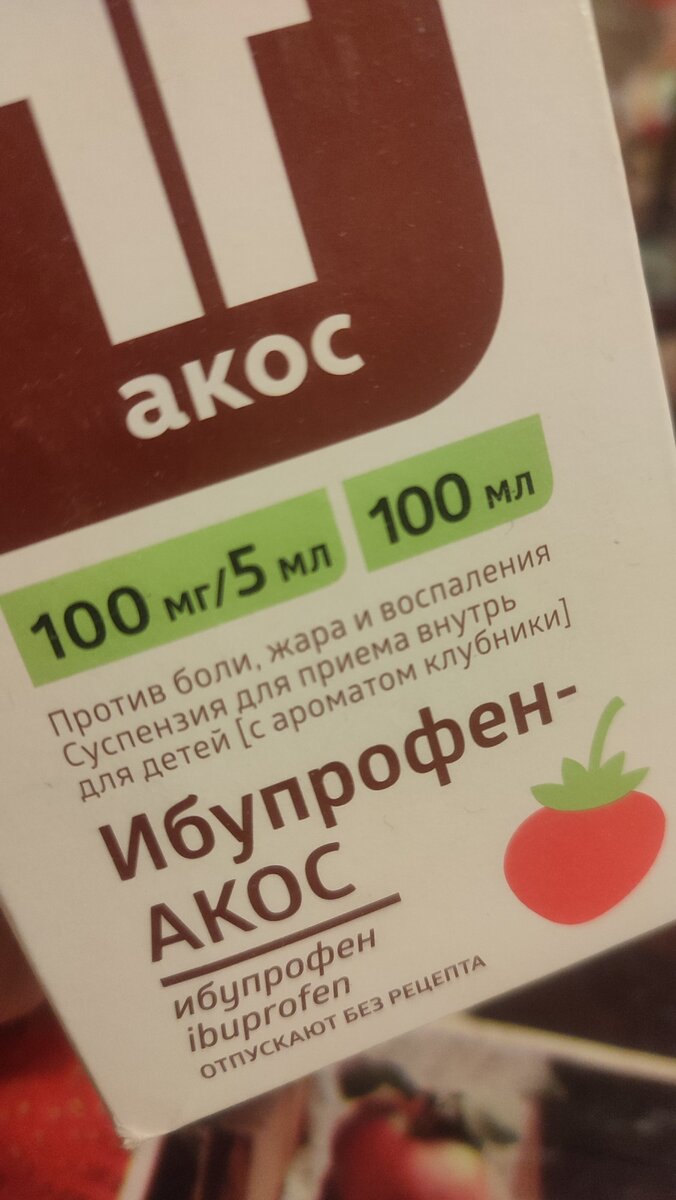 акос
100 мг/5 мл 100 мл
Против боли, жара и воспаления
Суспензия для приема внутрь
для детей [с ароматом клубники]
Ибупрофен-
АКОС
ибупрофен
ibuprofen
ОТПУСКАЮТ БЕЗ РЕЦЕПТА